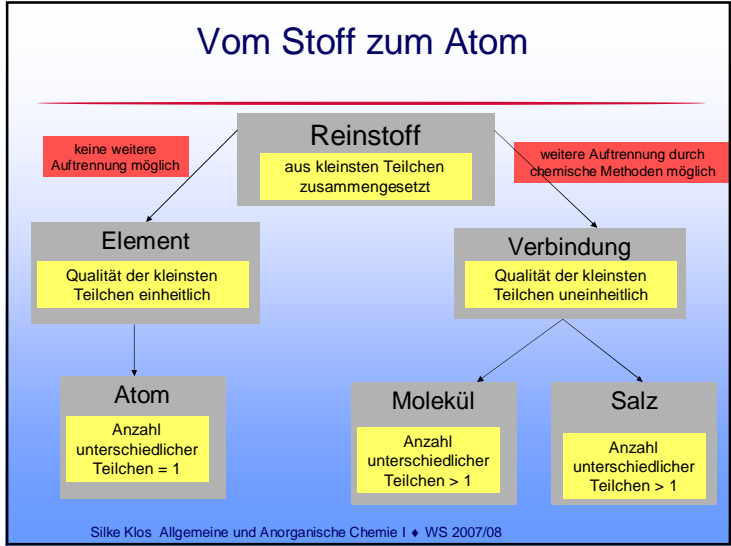 Vom Stoff zum Atom
keine weitere
Auftrennung möglich
Reinstoff
aus kleinsten Teilchen
zusammengesetzt
weitere Auftrennung durch
chemische Methoden möglich
Element
Qualität der kleinsten
Teilchen einheitlich
Verbindung
Qualität der kleinsten
Teilchen uneinheitlich
Atom
Anzahl
unterschiedlicher
Teilchen = 1
Molekül
Anzahl
unterschiedlicher
Teilchen > 1
Salz
Anzahl
unterschiedlicher
Teilchen > 1
Silke Klos Allgemeine und Anorganische Chemie I ♦ WS 2007/08